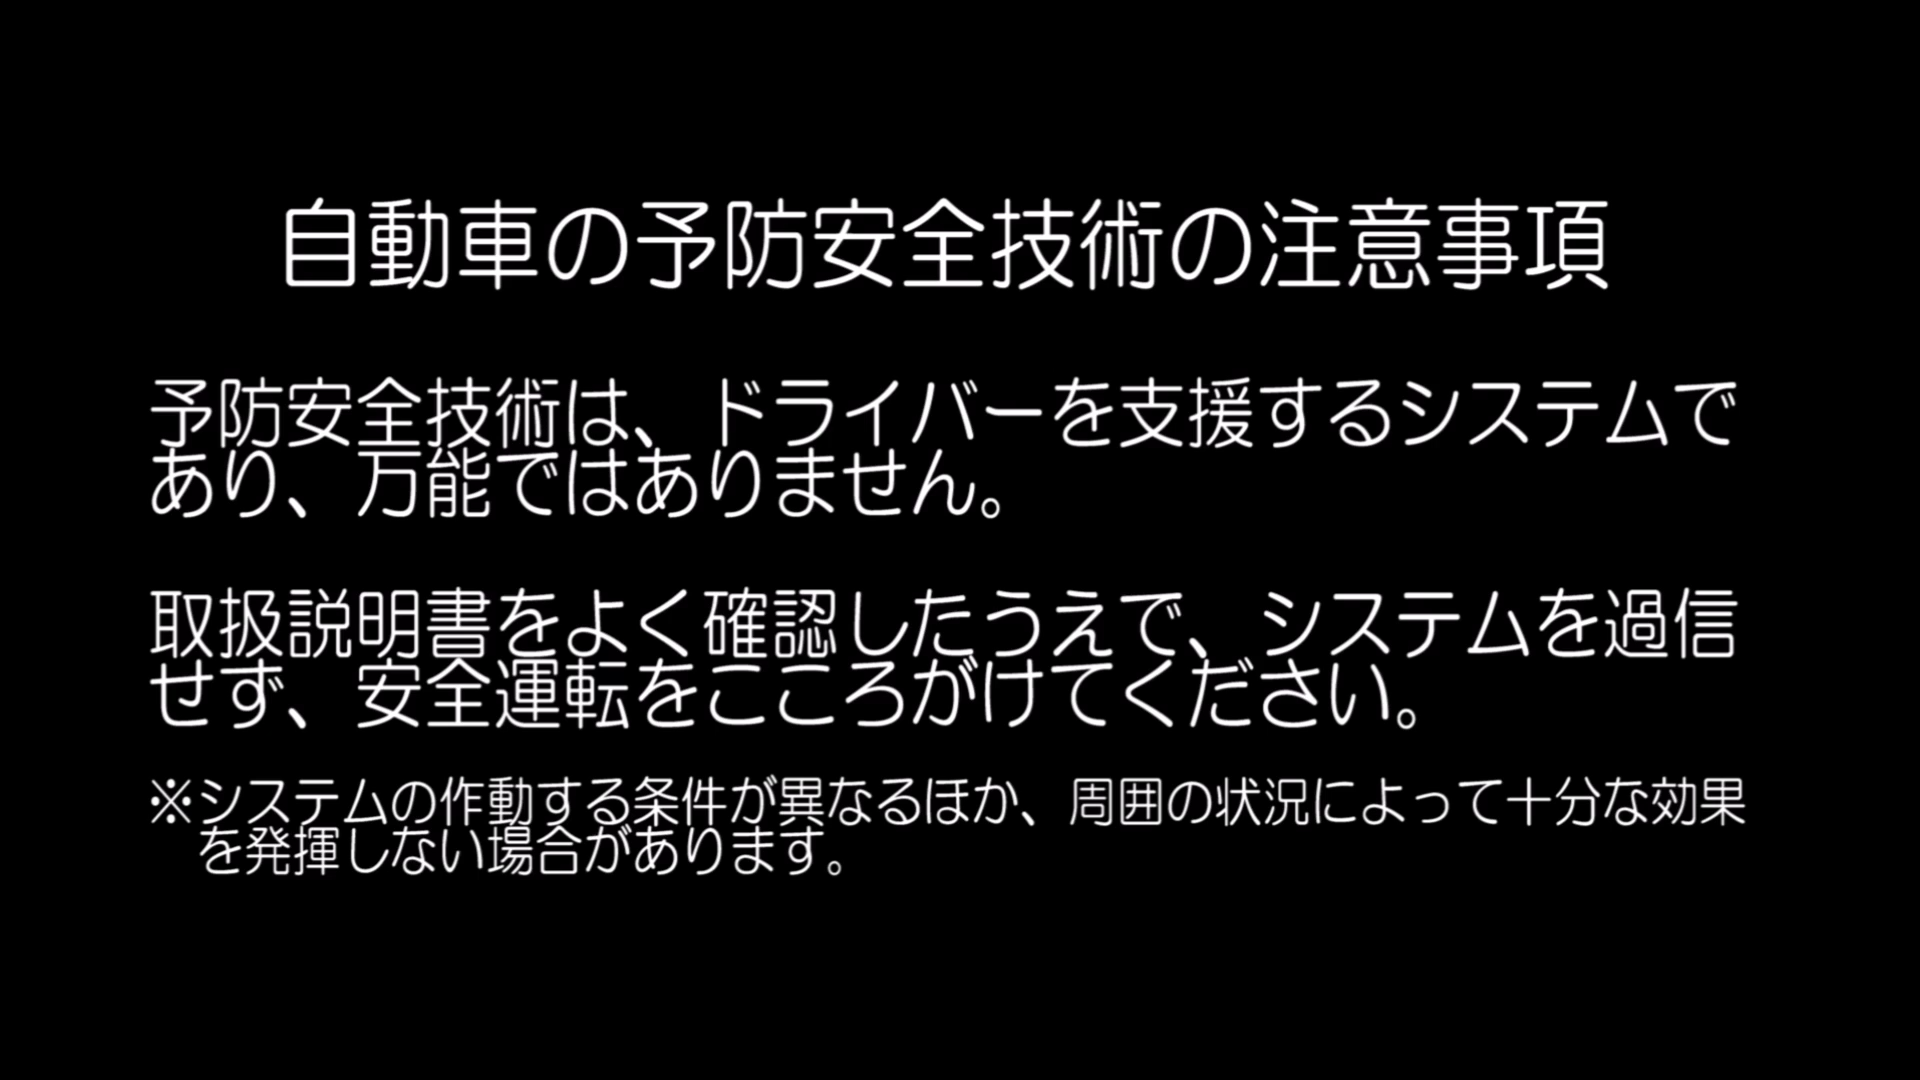 自動車の予防安全技術の注意事項
予防安全技術は、ドライバーを支援するシステムで
あり、万能ではありません。
取扱説明書をよく確認したうえで、システムを過信
せず、安全運転をこころがけてください。
※システムの作動する条件が異なるほか、周囲の状況によって十分な効果
を発揮しない場合があります。